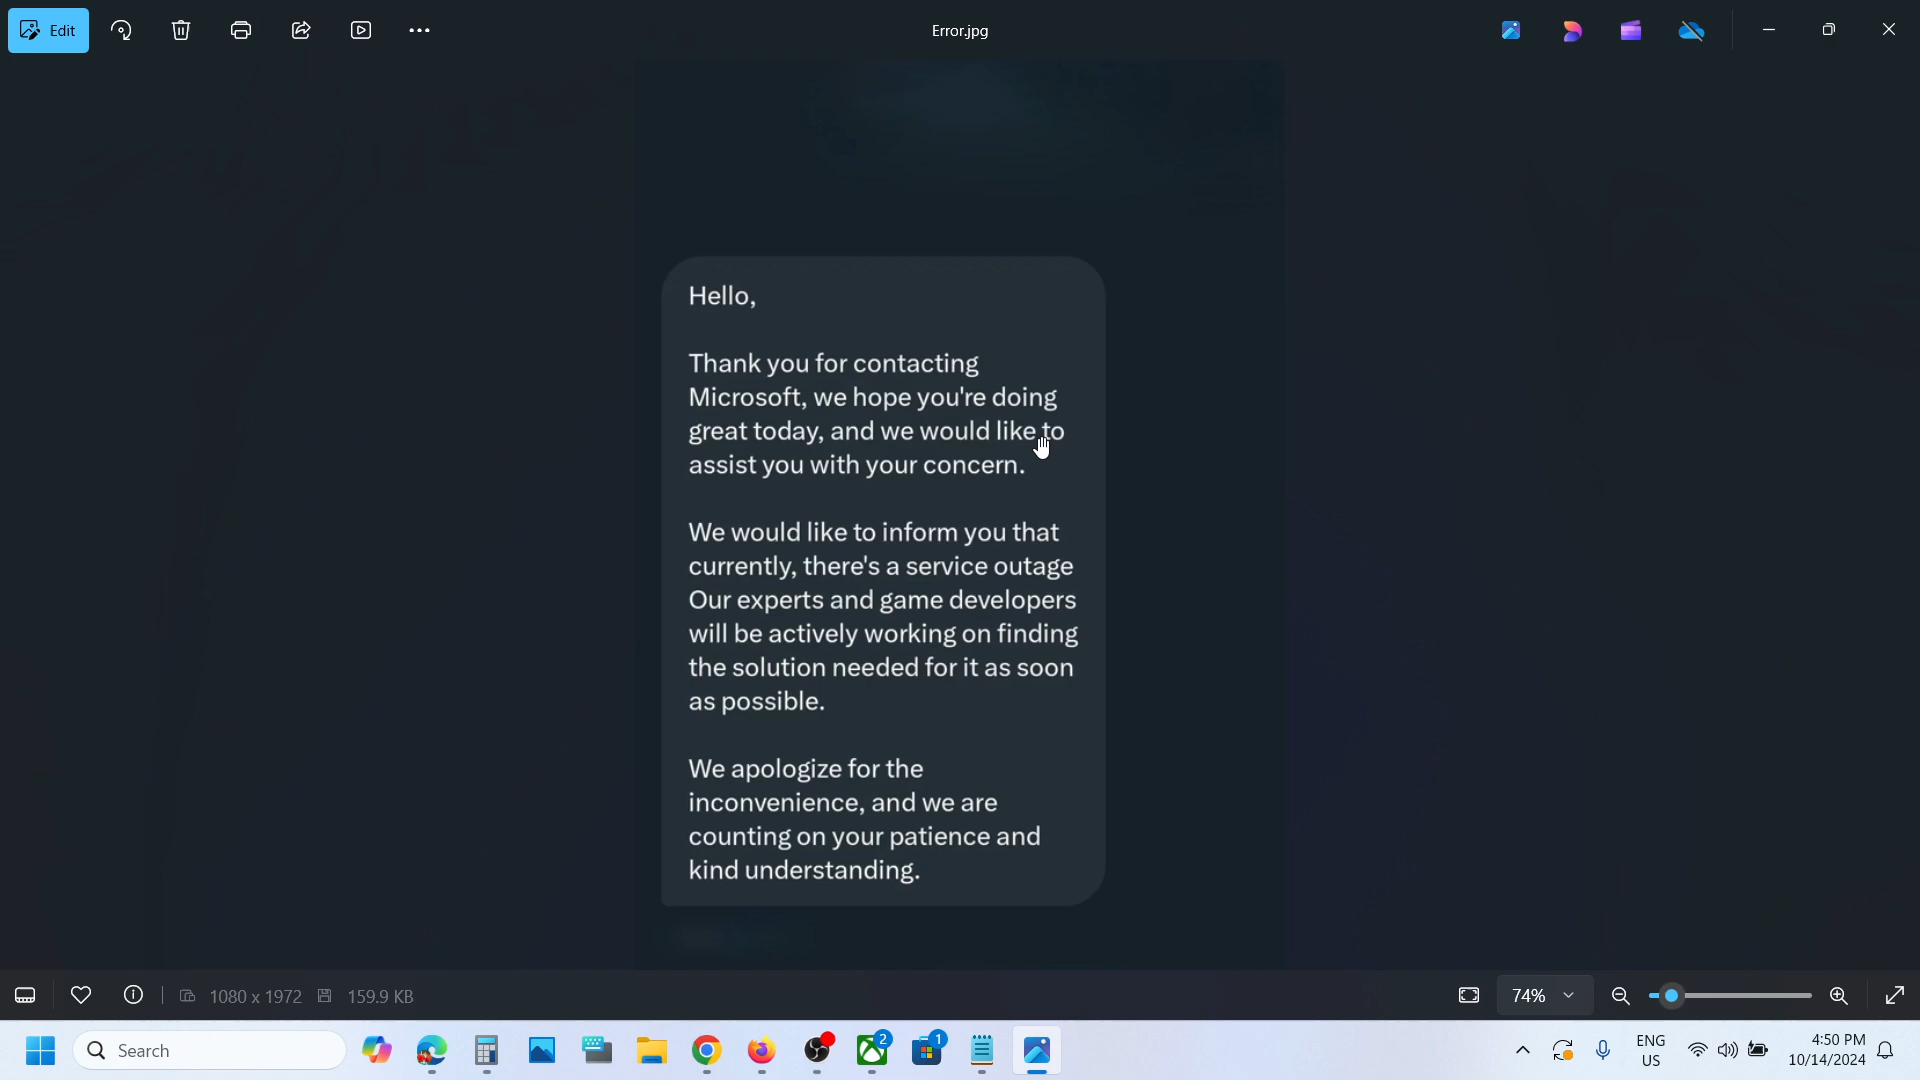 Edit
Error.jpg
Hello,
Thank you for contacting
Microsoft, we hope you're doing
great today, and we would like to
assist you with your concern.
We would like to inform you that
currently, there's a service outage
Our experts and game developers
will be actively working on finding
the solution needed for it as soon
as possible.
We apologize for the
inconvenience, and we are
counting on your patience and
kind understanding.
1080 x 1972
159.9 KB
74%
Search
2
1
ENG
US
4:50 PM
10/14/2024